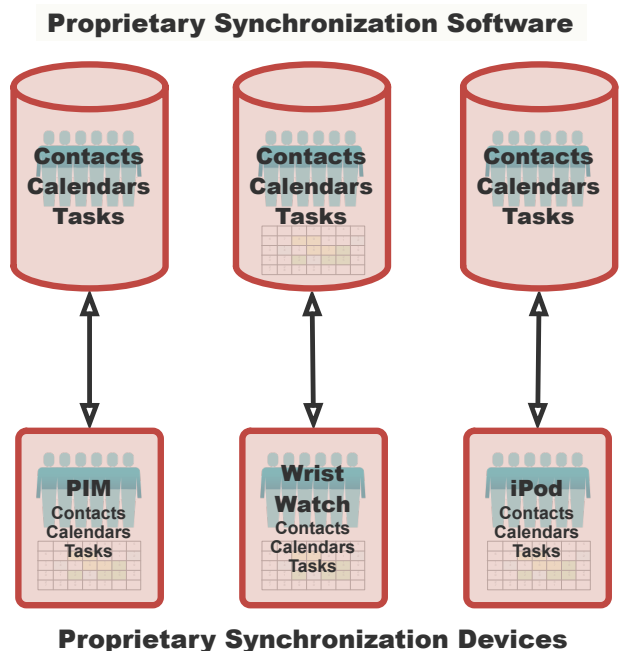 Proprietary Synchronization Software
Contacts
Calendars
Tasks
Contacts
Calendars
Tasks
Contacts
Calendars
Tasks
PIM
Contacts
Calendars
Tasks
Wrist
Watch
Contacts
Calendars
Tasks
iPod
Contacts
Calendars
Tasks
Proprietary Synchronization Devices